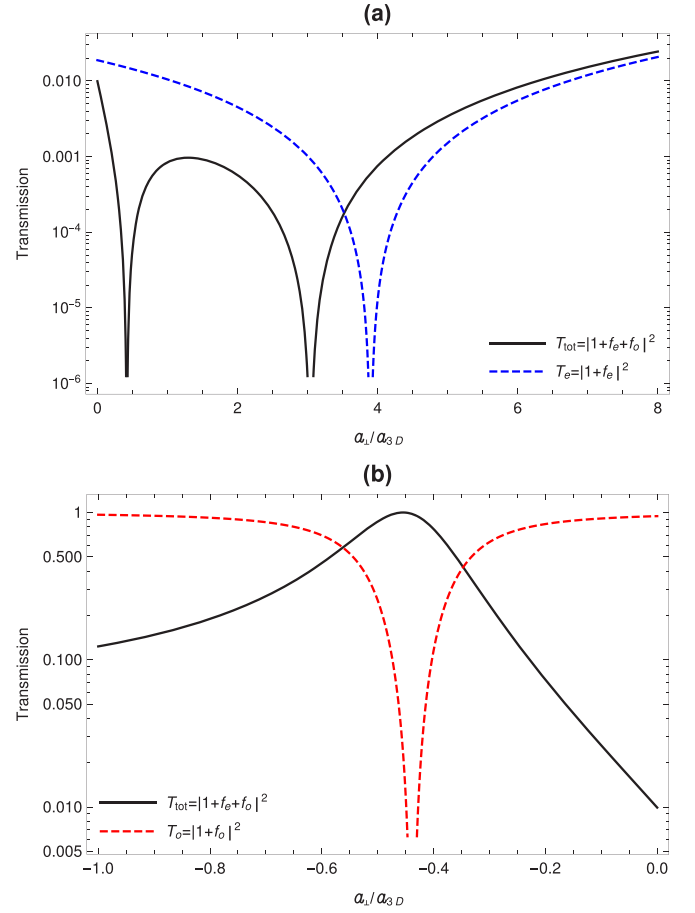 (a)
Transmission
0.010
0.001
10⁻⁴
10⁻⁵
10⁻⁶
T_tot=|1+f_e+f_o|²
T_e=|1+f_e|²
0 2 4 6 8
a_⊥/a_3D
(b)
Transmission
1
0.500
0.100
0.050
0.010
0.005
T_tot=|1+f_e+f_o|²
T_o=|1+f_o|²
-1.0 -0.8 -0.6 -0.4 -0.2 0.0
a_⊥/a_3D